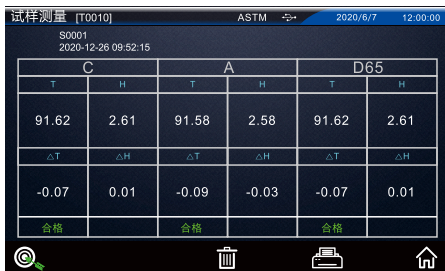 试样测量 [T0010] ASTM 2020/6/7 12:00:00
S0001
2020-12-26 09:52:15
C A D65
T H T H T H
91.62 2.61 91.58 2.58 91.62 2.61
△T △H △T △H △T △H
-0.07 0.01 -0.09 -0.03 -0.07 0.01
合格 合格 合格